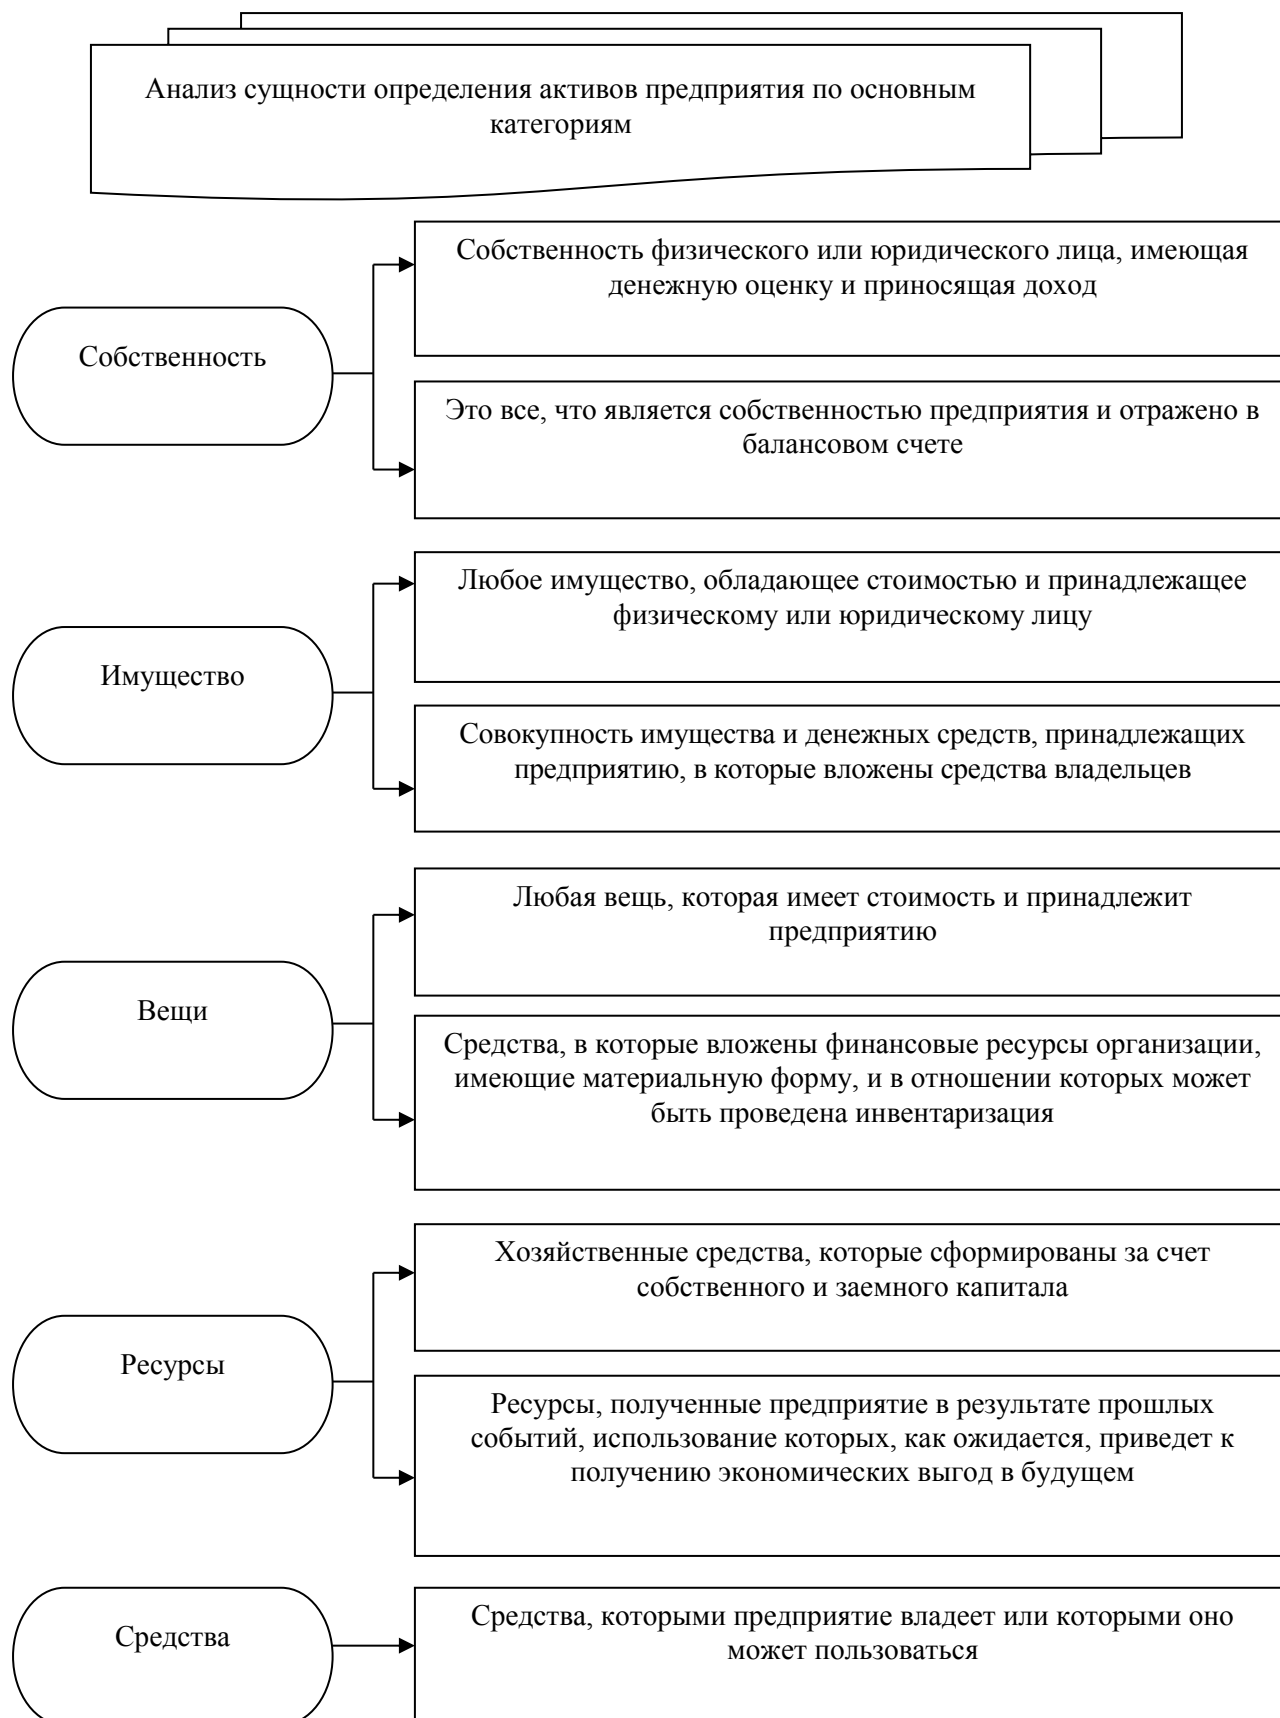 Анализ сущности определения активов предприятия по основным
категориям
Собственность
Собственность физического или юридического лица, имеющая
денежную оценку и приносящая доход
Это все, что является собственностью предприятия и отражено в
балансовом счете
Имущество
Любое имущество, обладающее стоимостью и принадлежащее
физическому или юридическому лицу
Совокупность имущества и денежных средств, принадлежащих
предприятию, в которые вложены средства владельцев
Вещи
Любая вещь, которая имеет стоимость и принадлежит
предприятию
Средства, в которые вложены финансовые ресурсы организации,
имеющие материальную форму, и в отношении которых может
быть проведена инвентаризация
Ресурсы
Хозяйственные средства, которые сформированы за счет
собственного и заемного капитала
Ресурсы, полученные предприятие в результате прошлых
событий, использование которых, как ожидается, приведет к
получению экономических выгод в будущем
Средства
Средства, которыми предприятие владеет или которыми оно
может пользоваться